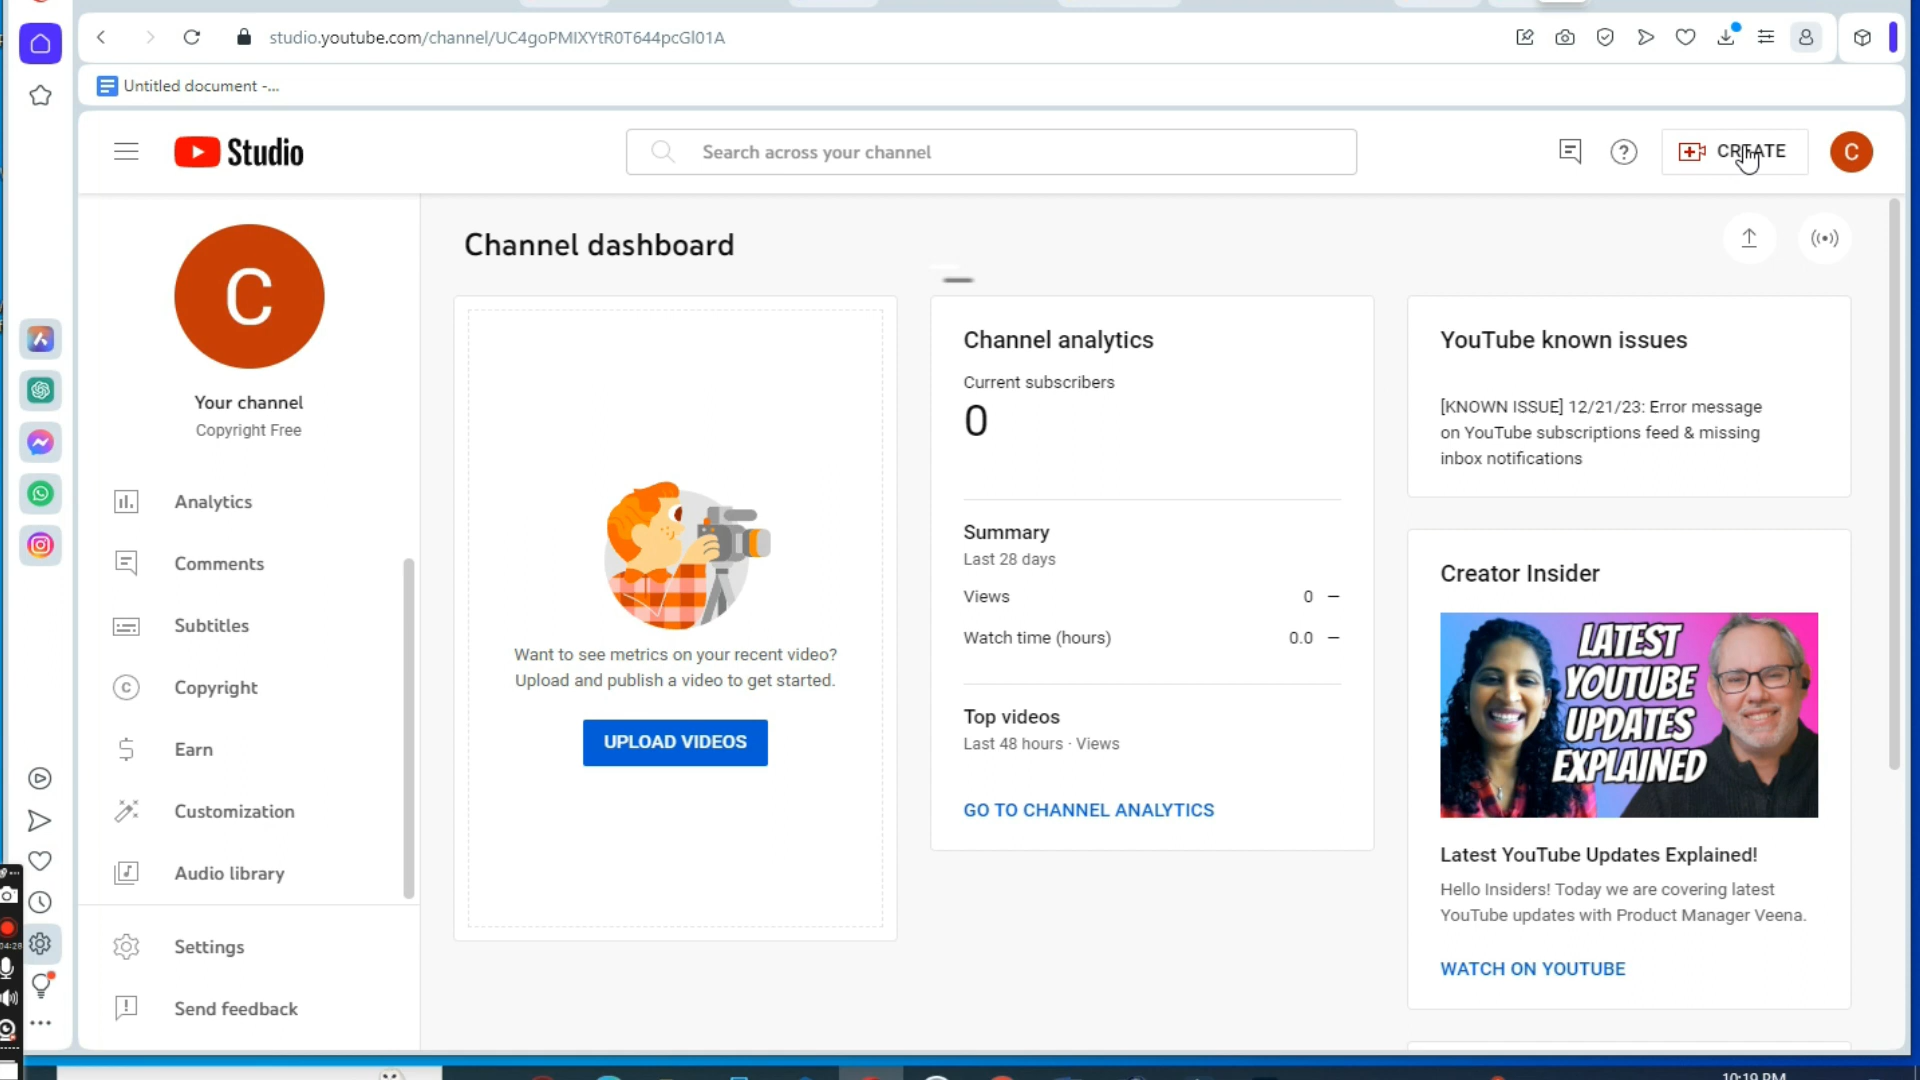 studio.youtube.com/channel/UC4goPMIXYtR0T644pcGl01A
Untitled document -...
Studio
Search across your channel
CREATE
C
C
Your channel
Copyright Free
Analytics
Comments
Subtitles
Copyright
Earn
Customization
Audio library
Settings
Send feedback
Channel dashboard
Want to see metrics on your recent video?
Upload and publish a video to get started.
UPLOAD VIDEOS
Channel analytics
Current subscribers
0
Summary
Last 28 days
Views 0 —
Watch time (hours) 0.0 —
Top videos
Last 48 hours · Views
GO TO CHANNEL ANALYTICS
YouTube known issues
[KNOWN ISSUE] 12/21/23: Error message
on YouTube subscriptions feed & missing
inbox notifications
Creator Insider
LATEST
YOUTUBE
UPDATES
EXPLAINED
Latest YouTube Updates Explained!
Hello Insiders! Today we are covering latest
YouTube updates with Product Manager Veena.
WATCH ON YOUTUBE
04:28
10:19 PM